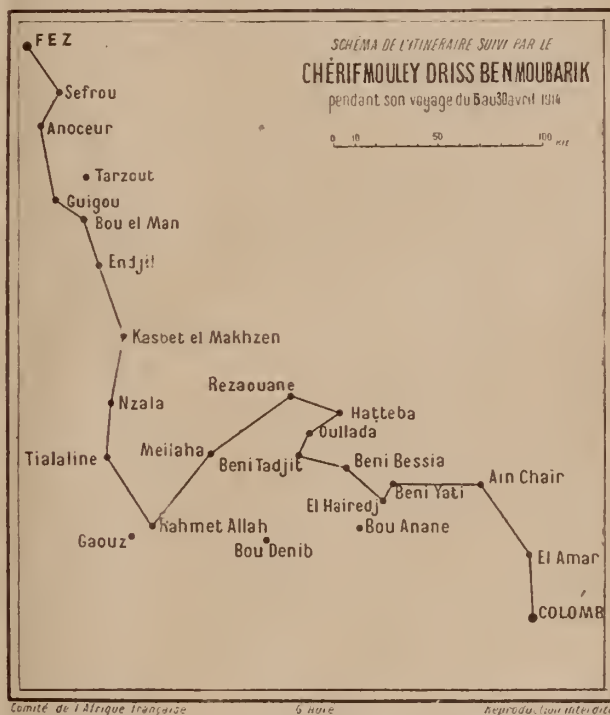 SCHÉMA DE L'ITINÉRAIRE SUIVI PAR LE
CHÉRIF MOULEY DRISS BEN MOUBARIK
pendant son voyage du 5 au 30 avril 1914
0 10 50 100
FEZ
Sefrou
Anoceur
Tarzout
Guigou
Bou el Man
Endjil
Kasbet el Makhzen
Rezaouane
Nzala
Hatteba
Oullada
Meilaha
Tialaline
Beni Tadjit
Beni Bessia
Ain Chair
Beni Yati
El Hairedj
Rahmet Allah
Bou Anane
Gaouz
Bou Denib
El Amar
COLOMB
Comité de l'Afrique française
Reproduction interdite